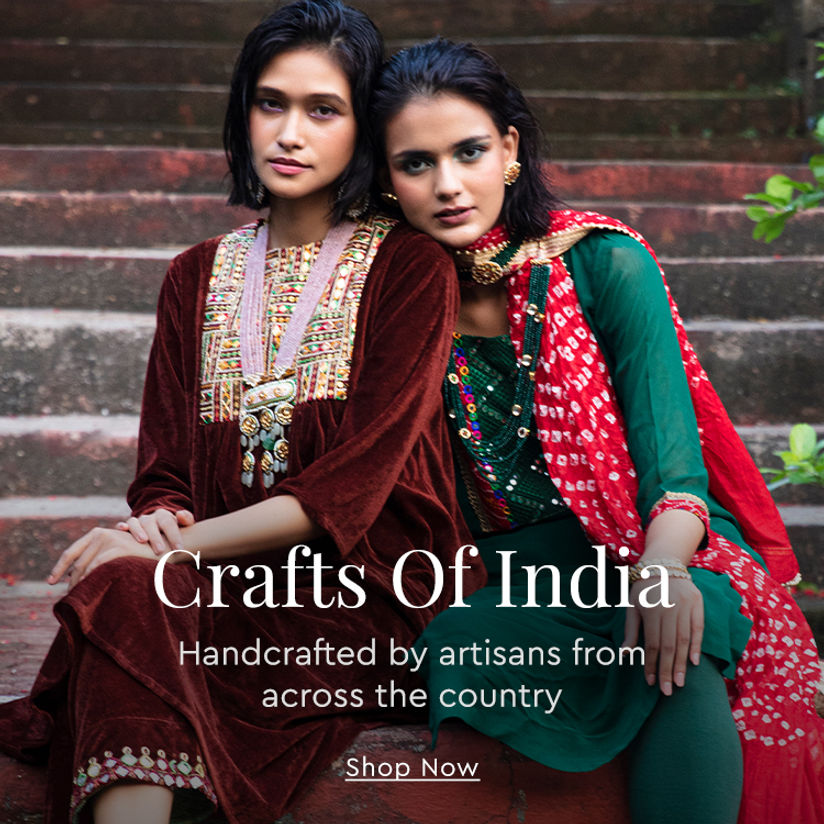 Crafts Of India
Handcrafted by artisans from
across the country
Shop Now